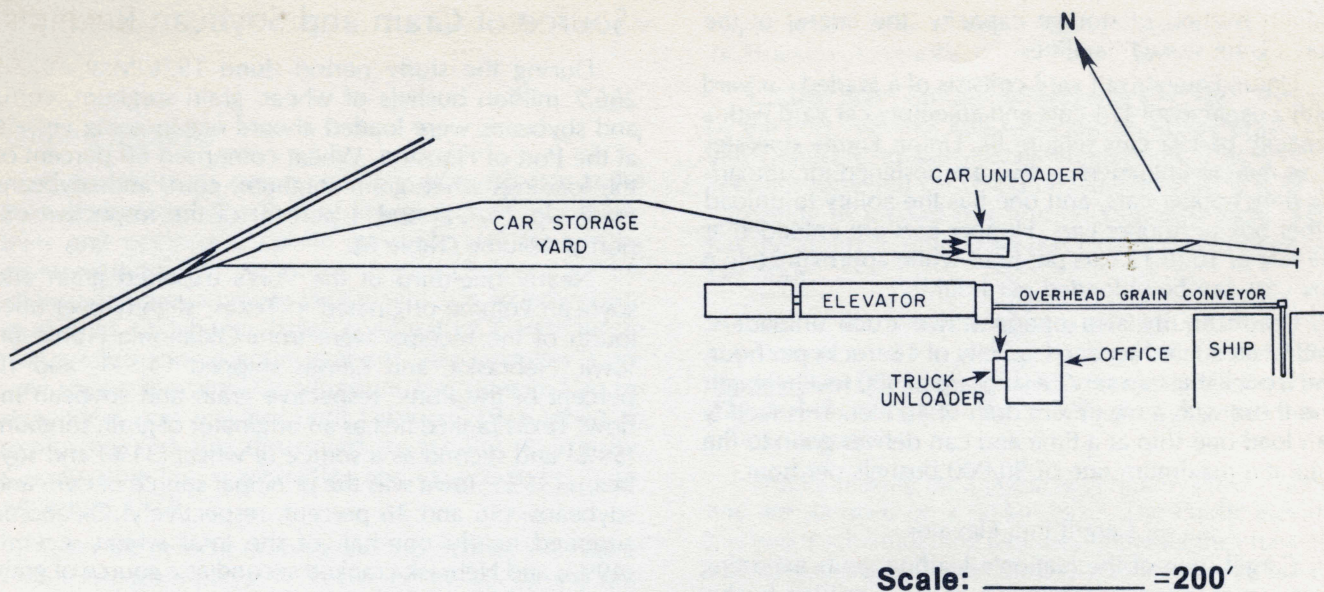 N
CAR UNLOADER
CAR STORAGE
YARD
ELEVATOR
OVERHEAD GRAIN CONVEYOR
SHIP
OFFICE
TRUCK
UNLOADER
Scale: =200'